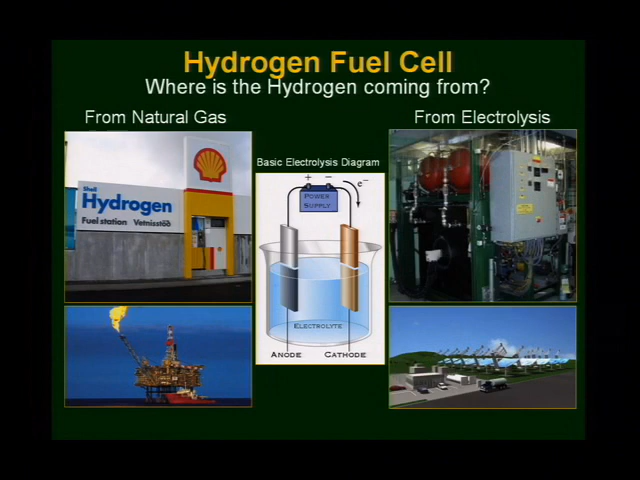 Hydrogen Fuel Cell
Where is the Hydrogen coming from?
From Natural Gas
From Electrolysis
Basic Electrolysis Diagram
Shell
Hydrogen
Fuel station Vetnisstöð
+ −
e⁻
POWER
SUPPLY
ELECTROLYTE
ANODE CATHODE